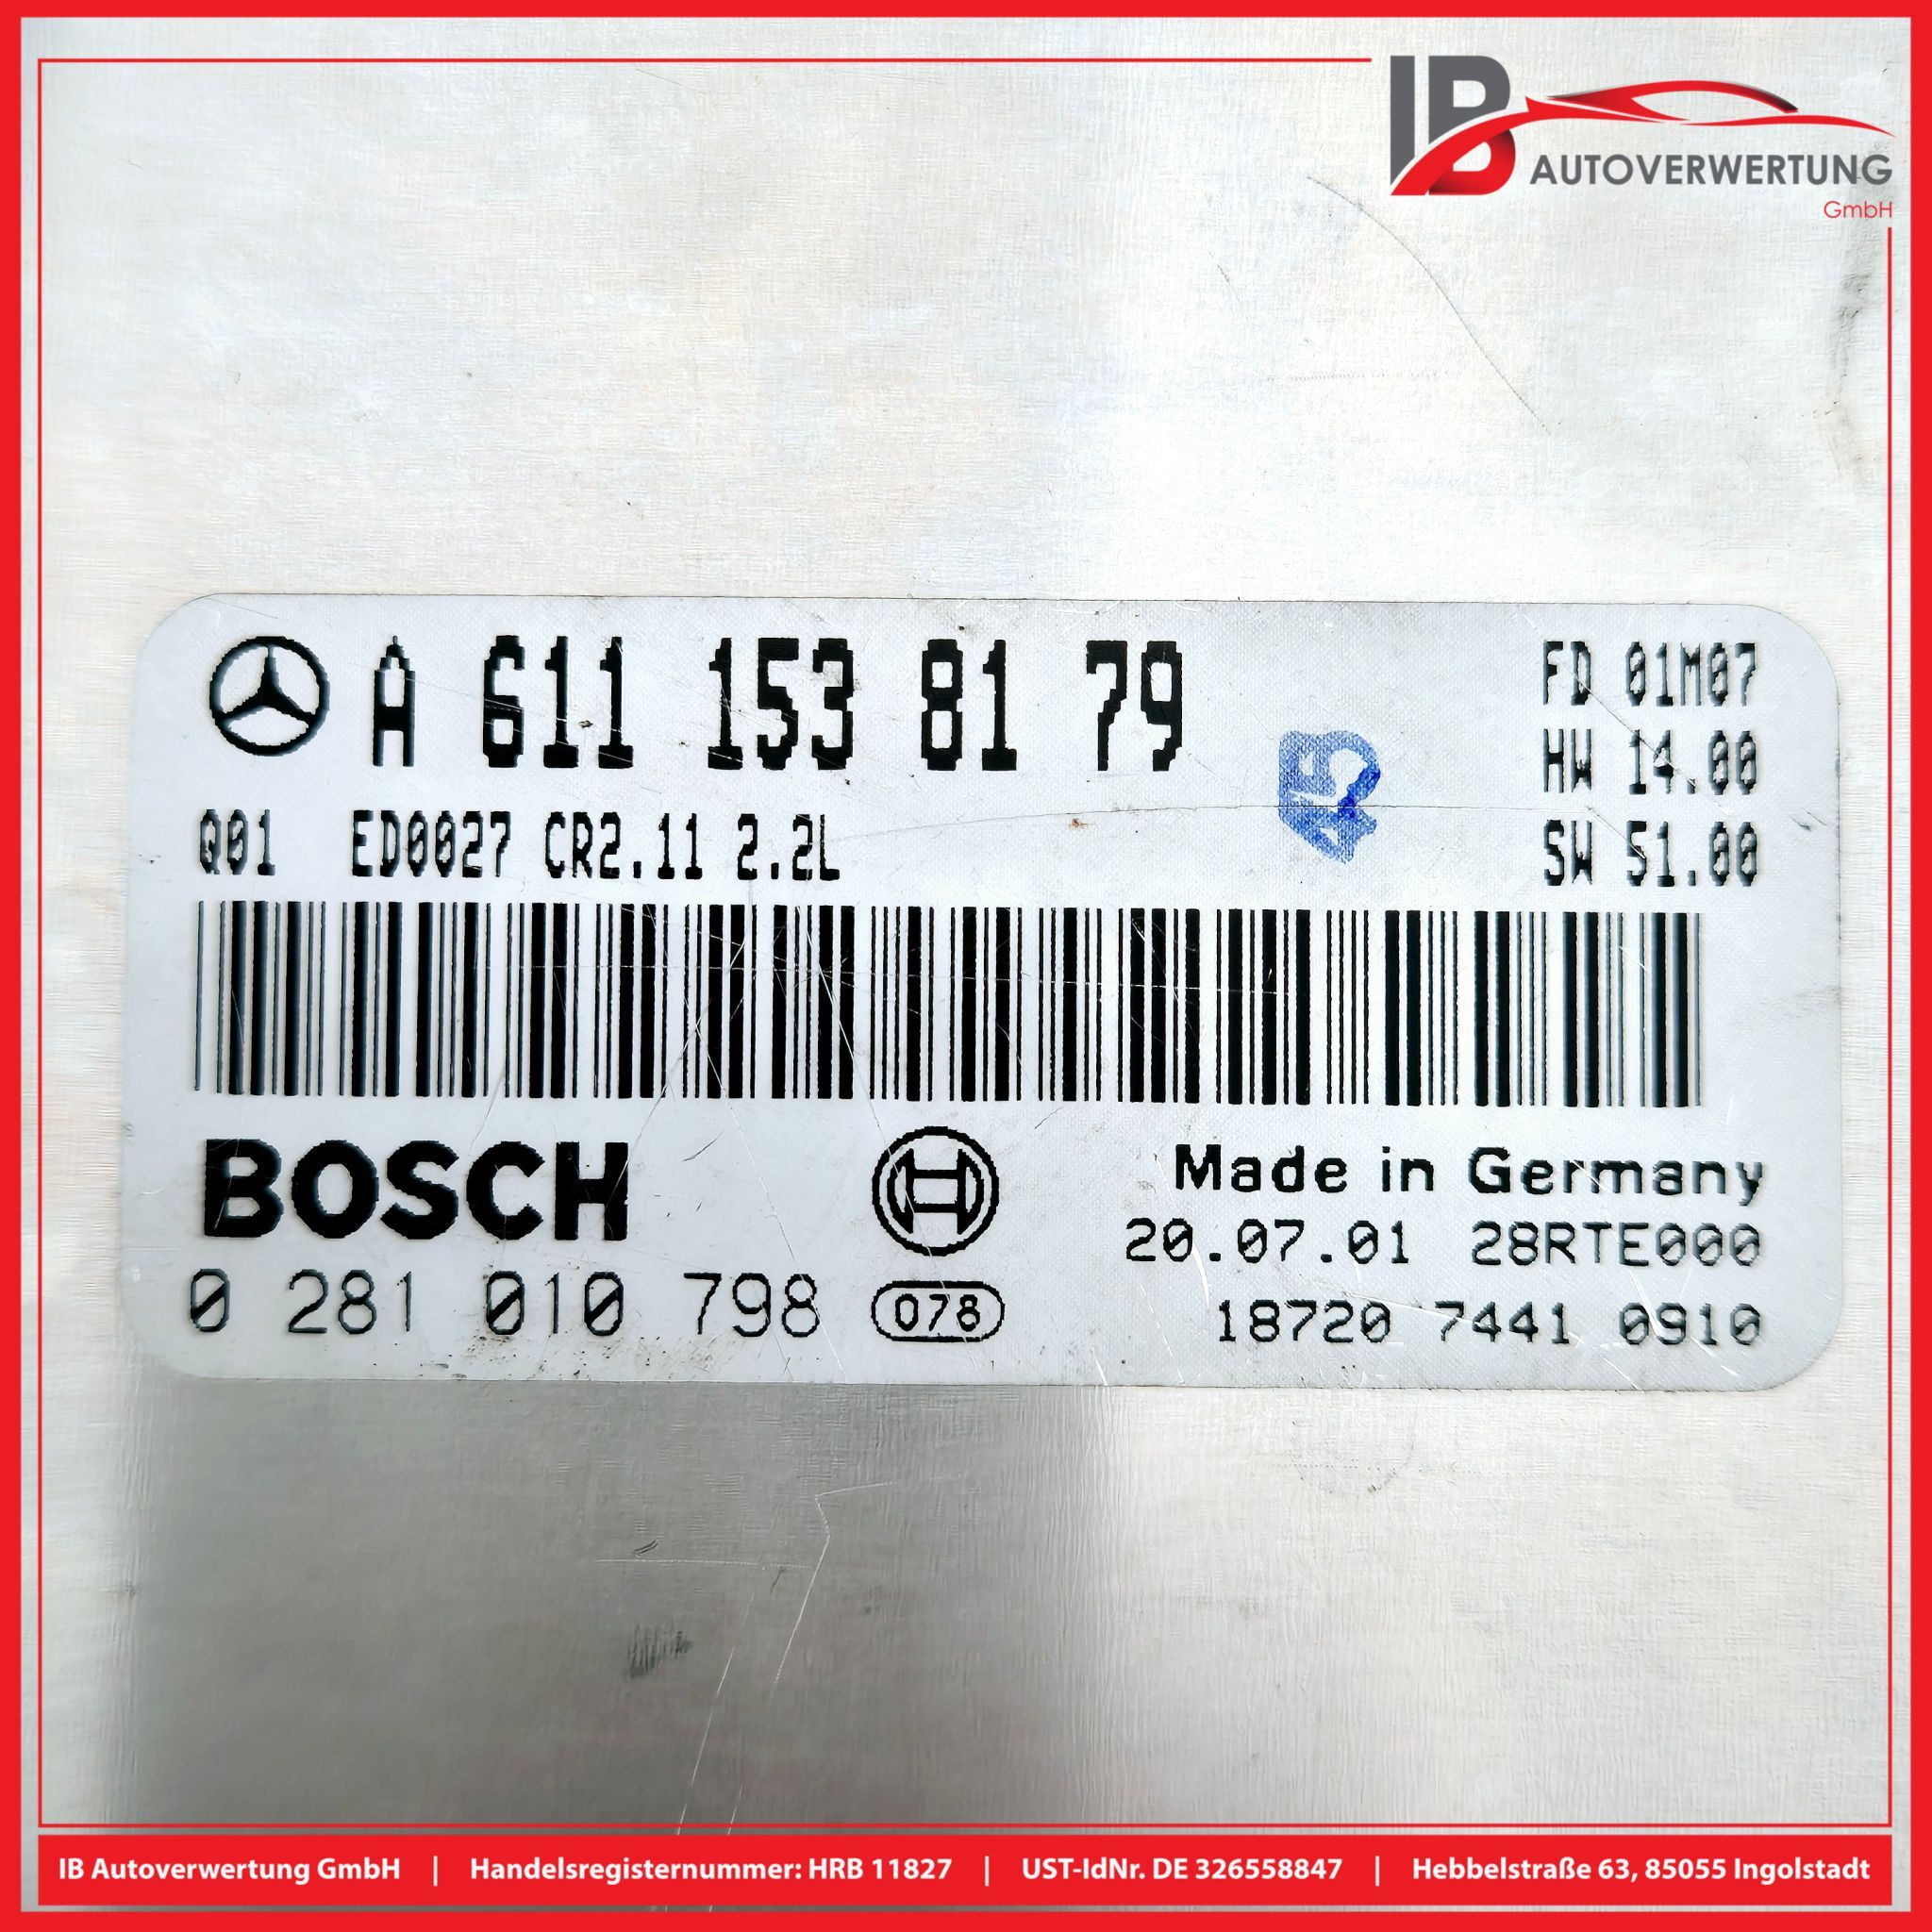 IB
AUTOVERWERTUNG
GmbH
A 611 153 81 79
FD 01M07
HW 14.00
SW 51.00
Q01 ED0027 CR2.11 2.2L
BOSCH
Made in Germany
20.07.01 28RTE000
0 281 010 798 078
18720 7441 0910
IB Autoverwertung GmbH | Handelsregisternummer: HRB 11827 | UST-IdNr. DE 326558847 | Hebbelstraße 63, 85055 Ingolstadt